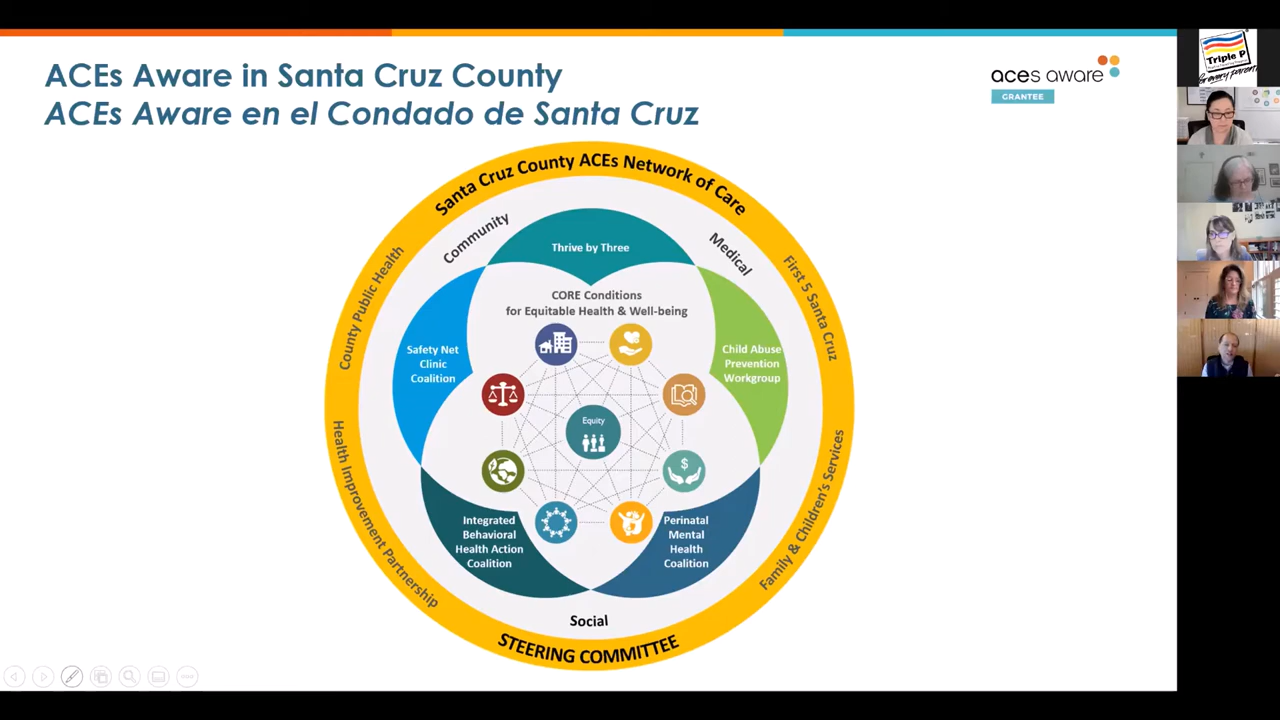 ACEs Aware in Santa Cruz County
ACEs Aware en el Condado de Santa Cruz
aces aware
GRANTEE
Triple P
for every parent
Santa Cruz County ACEs Network of Care
Community
Medical
County Public Health
First 5 Santa Cruz
Thrive by Three
CORE Conditions
for Equitable Health & Well-being
Safety Net
Clinic
Coalition
Child Abuse
Prevention
Workgroup
Equity
$
Integrated
Behavioral
Health Action
Coalition
Perinatal
Mental
Health
Coalition
Health Improvement Partnership
Family & Children's Services
Social
STEERING COMMITTEE